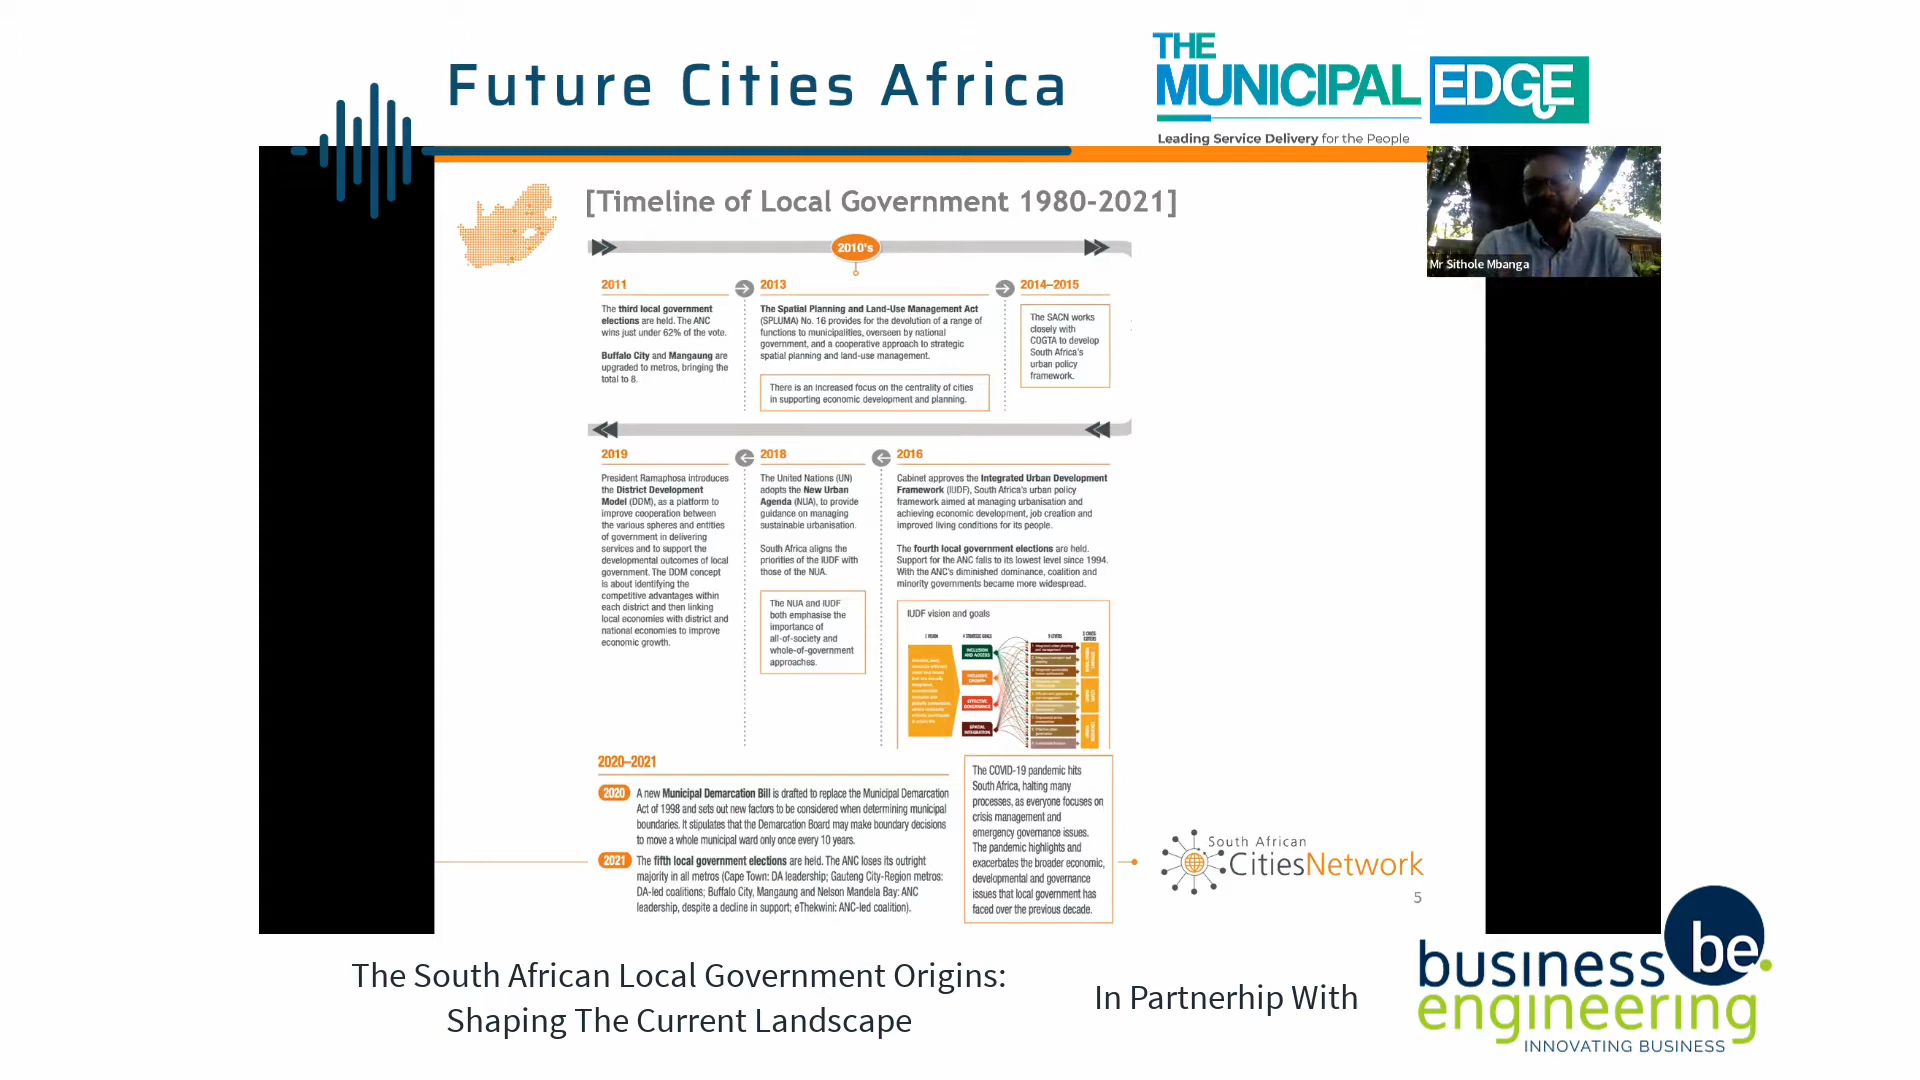 Future Cities Africa
THE
MUNICIPAL EDGE
Leading Service Delivery for the People
[Timeline of Local Government 1980-2021]
Mr Sithole Mbanga
2010's
2011
The third local government
elections are held. The ANC
wins just under 62% of the vote.
Buffalo City and Mangaung are
upgraded to metros, bringing the
total to 8.
2013
The Spatial Planning and Land-Use Management Act
(SPLUMA) No. 16 provides for the devolution of a range of
functions to municipalities, overseen by national
government, and a cooperative approach to strategic
spatial planning and land-use management.
There is an increased focus on the centrality of cities
in supporting economic development and planning.
2014–2015
The SACN works
closely with
COGTA to develop
South Africa's
urban policy
framework.
2019
President Ramaphosa introduces
the District Development
Model (DDM), as a platform to
improve cooperation between
the various spheres and entities
of government in delivering
services and to support the
developmental outcomes of local
government. The DDM concept
is about identifying the
competitive advantages within
each district and then linking
local economies with district and
national economies to improve
economic growth.
2018
The United Nations (UN)
adopts the New Urban
Agenda (NUA), to provide
guidance on managing
sustainable urbanisation.
South Africa aligns the
priorities of the IUDF with
those of the NUA.
The NUA and IUDF
both emphasise the
importance of
all-of-society and
whole-of-government
approaches.
2016
Cabinet approves the Integrated Urban Development
Framework (IUDF), South Africa's urban policy
framework aimed at managing urbanisation and
achieving economic development, job creation and
improved living conditions for its people.
The fourth local government elections are held.
Support for the ANC falls to its lowest level since 1994.
With the ANC's diminished dominance, coalition and
minority governments became more widespread.
IUDF vision and goals
INCLUSION
AND ACCESS
INCLUSIVE
GROWTH
EFFECTIVE
GOVERNANCE
SPATIAL
INTEGRATION
2020–2021
2020
A new Municipal Demarcation Bill is drafted to replace the Municipal Demarcation
Act of 1998 and sets out new factors to be considered when determining municipal
boundaries. It stipulates that the Demarcation Board may make boundary decisions
to move a whole municipal ward only once every 10 years.
2021
The fifth local government elections are held. The ANC loses its outright
majority in all metros (Cape Town: DA leadership; Gauteng City-Region metros:
DA-led coalitions; Buffalo City, Mangaung and Nelson Mandela Bay: ANC
leadership, despite a decline in support; eThekwini: ANC-led coalition).
The COVID-19 pandemic hits
South Africa, halting many
processes, as everyone focuses on
crisis management and
emergency governance issues.
The pandemic highlights and
exacerbates the broader economic,
developmental and governance
issues that local government has
faced over the previous decade.
South African
CitiesNetwork
5
The South African Local Government Origins:
Shaping The Current Landscape
In Partnerhip With
business be.
engineering
INNOVATING BUSINESS